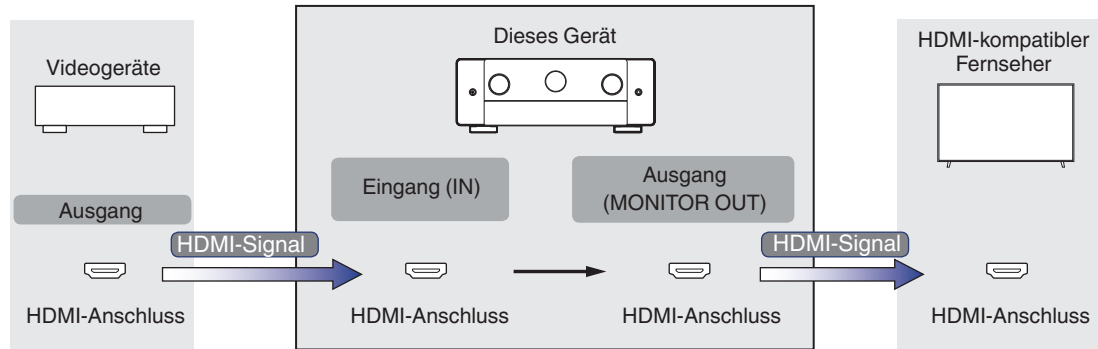 Videogeräte
Ausgang
HDMI-Signal
HDMI-Anschluss
Dieses Gerät
Eingang (IN)
HDMI-Anschluss
Ausgang
(MONITOR OUT)
HDMI-Anschluss
HDMI-Signal
HDMI-kompatibler
Fernseher
HDMI-Anschluss